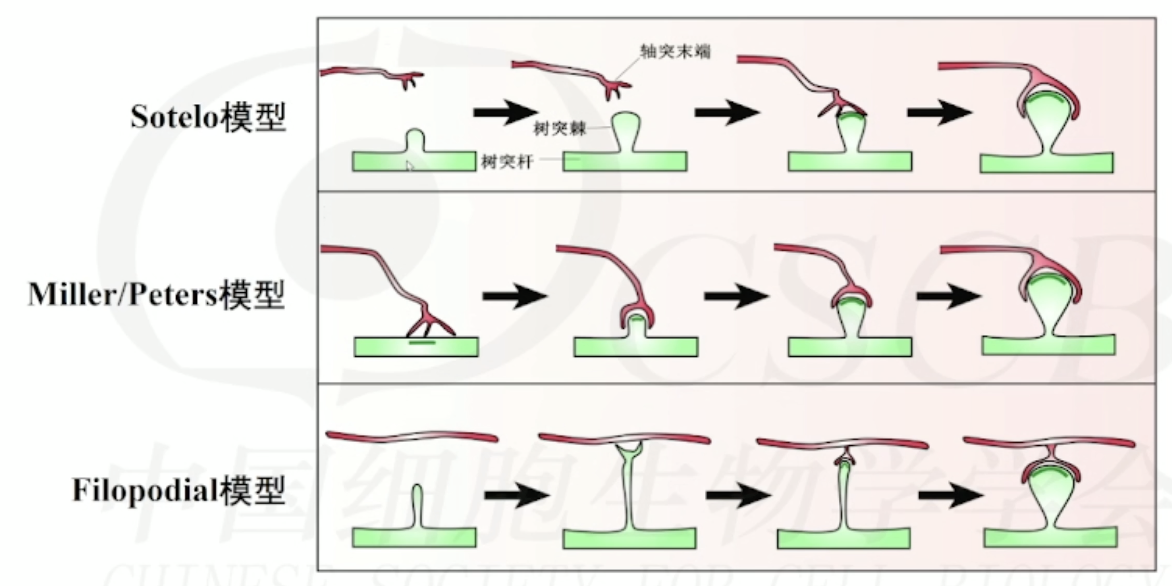 轴突末端
Sotelo模型
树突棘
树突杆
Miller/Peters模型
CSCB
Filopodial模型
中国细胞生物学学会
CHINESE SOCIETY FOR CELL BIOLOGY